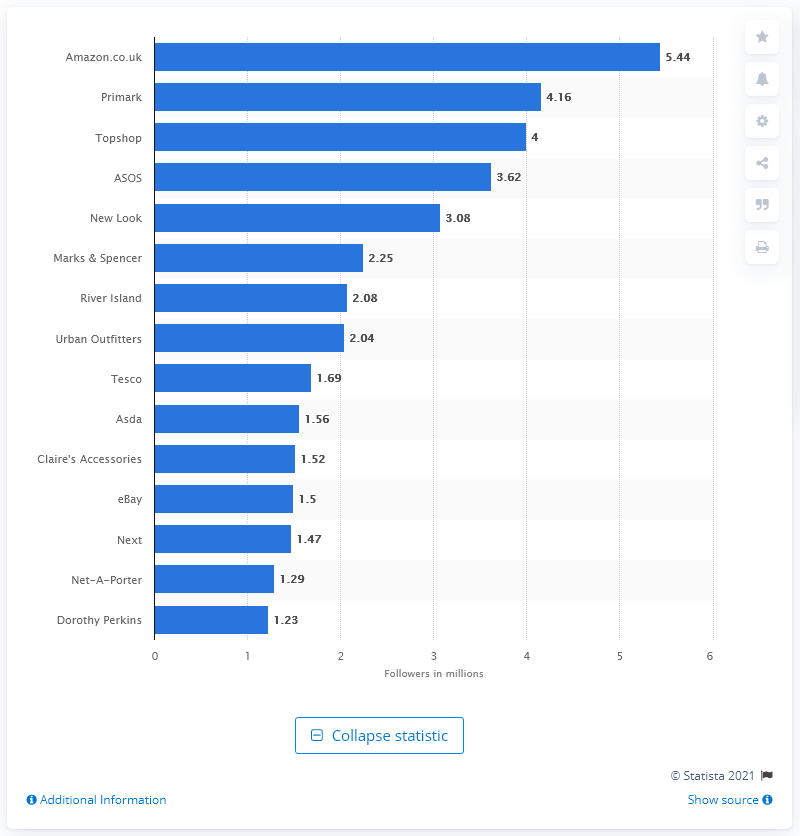 Amazon.co.uk 5.44
Primark 4.16
Topshop 4
ASOS 3.62
New Look 3.08
Marks & Spencer 2.25
River Island 2.08
Urban Outfitters 2.04
Tesco 1.69
Asda 1.56
Claire's Accessories 1.52
eBay 1.5
Next 1.47
Net-A-Porter 1.29
Dorothy Perkins 1.23
0 1 2 3 4 5 6
Followers in millions
Collapse statistic
© Statista 2021
Additional Information Show source